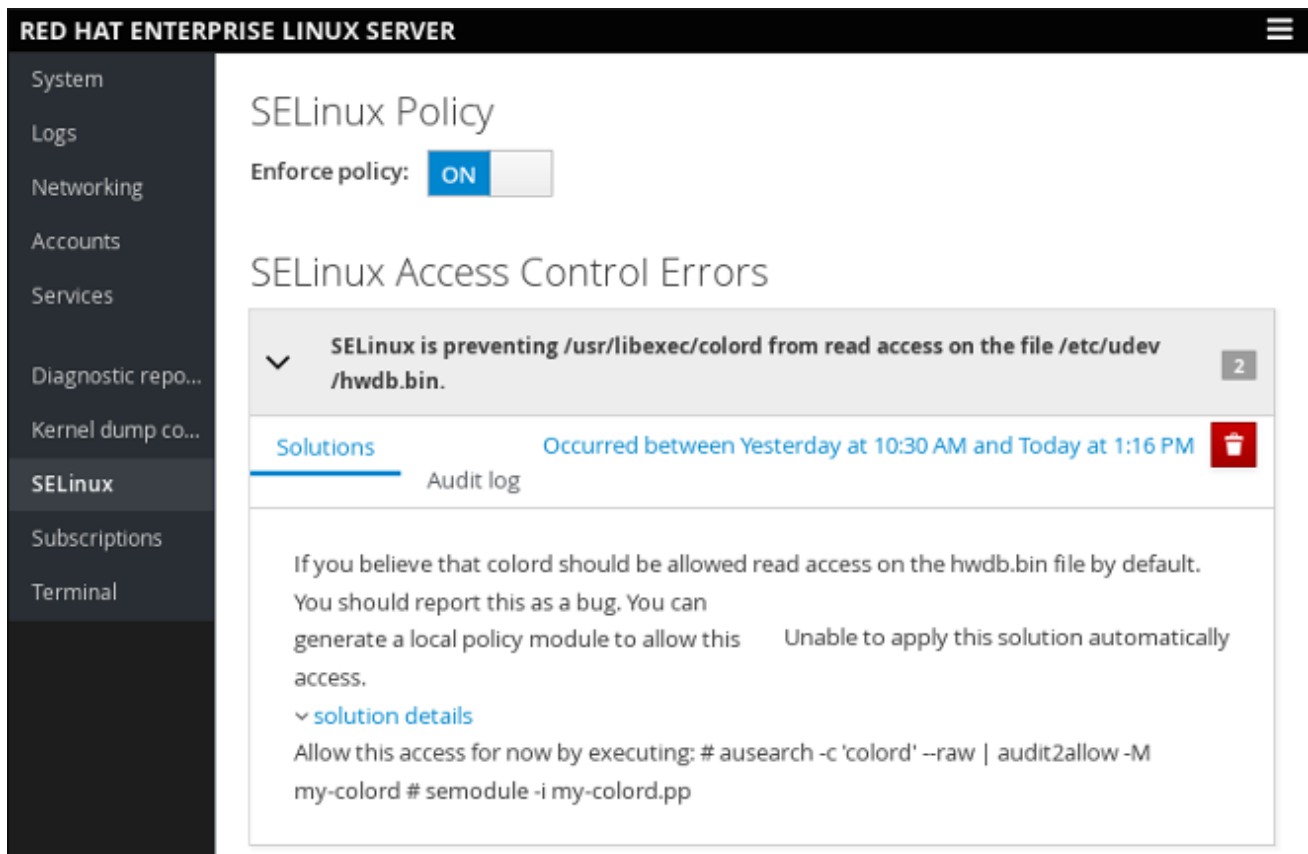 RED HAT ENTERPRISE LINUX SERVER
System
Logs
Networking
Accounts
Services
Diagnostic repo...
Kernel dump co...
SELinux
Subscriptions
Terminal
SELinux Policy
Enforce policy: ON
SELinux Access Control Errors
SELinux is preventing /usr/libexec/colord from read access on the file /etc/udev
/hwdb.bin.
2
Solutions
Occurred between Yesterday at 10:30 AM and Today at 1:16 PM
Audit log
If you believe that colord should be allowed read access on the hwdb.bin file by default.
You should report this as a bug. You can
generate a local policy module to allow this
access.
Unable to apply this solution automatically
solution details
Allow this access for now by executing: # ausearch -c 'colord' --raw | audit2allow -M
my-colord # semodule -i my-colord.pp